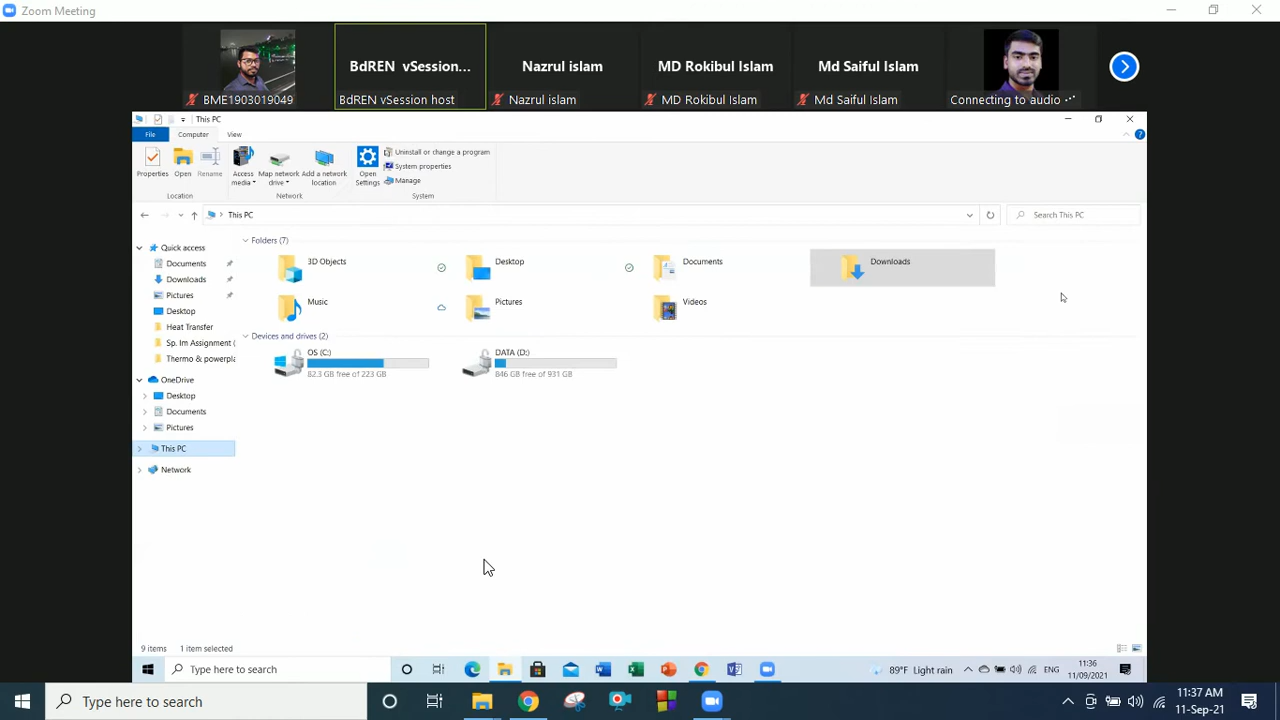 Zoom Meeting
BdREN vSession...
Nazrul islam
MD Rokibul Islam
Md Saiful Islam
BME1903019049
BdREN vSession host
Nazrul islam
MD Rokibul Islam
Md Saiful Islam
Connecting to audio ···
This PC
File
Computer
View
Properties
Open
Rename
Access media
Map network drive
Add a network location
Open Settings
Uninstall or change a program
System properties
Manage
Location
Network
System
This PC
Search This PC
Quick access
Documents
Downloads
Pictures
Desktop
Heat Transfer
Sp. Im Assignment (
Thermo & powerpla
OneDrive
Desktop
Documents
Pictures
This PC
Network
Folders (7)
3D Objects
Desktop
Documents
Downloads
Music
Pictures
Videos
Devices and drives (2)
OS (C:)
82.3 GB free of 223 GB
DATA (D:)
846 GB free of 931 GB
9 items
1 item selected
Type here to search
89°F Light rain
ENG
11:36
11/09/2021
Type here to search
11:37 AM
11-Sep-21